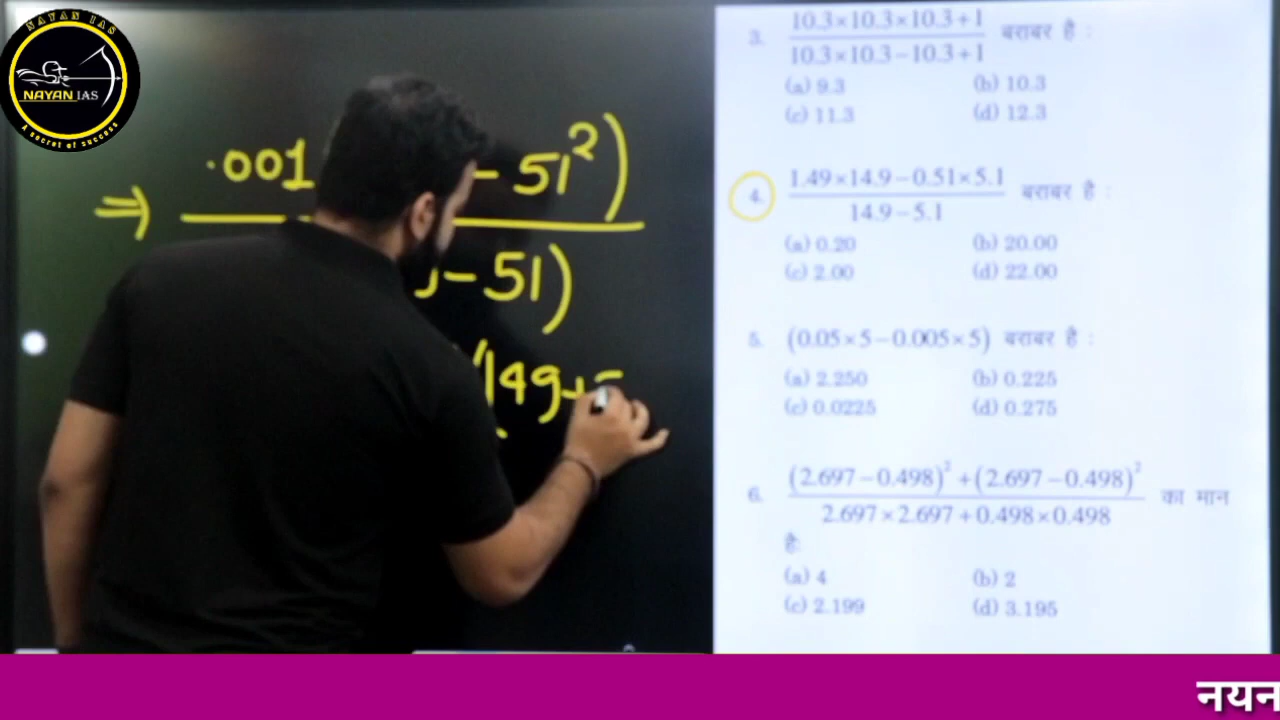 NAYAN IAS
NAYAN IAS
A secret of success
⇒ .001 - 51²)
- 51)
(149+5
3. 10.3×10.3×10.3+1 / 10.3×10.3−10.3+1 बराबर है :
(a) 9.3 (b) 10.3
(c) 11.3 (d) 12.3
4. 1.49×14.9−0.51×5.1 / 14.9−5.1 बराबर है :
(a) 0.20 (b) 20.00
(c) 2.00 (d) 22.00
5. (0.05×5−0.005×5) बराबर है :
(a) 2.250 (b) 0.225
(c) 0.0225 (d) 0.275
6. (2.697−0.498)²+(2.697−0.498)² / 2.697×2.697+0.498×0.498 का मान
है:
(a) 4 (b) 2
(c) 2.199 (d) 3.195
नयन